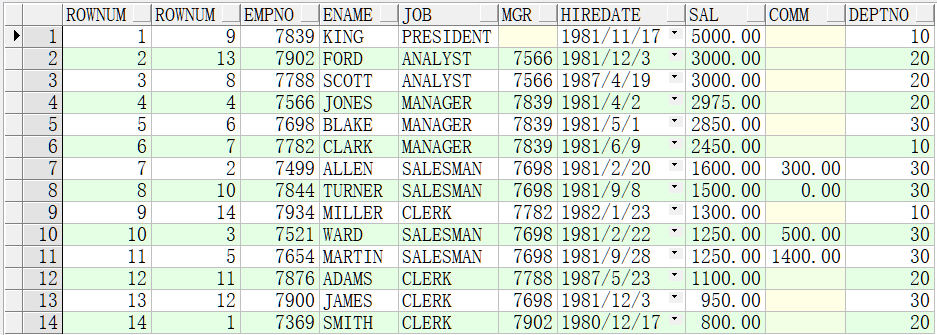 ROWNUM ROWNUM EMPNO ENAME JOB MGR HIREDATE SAL COMM DEPTNO
1 1 9 7839 KING PRESIDENT 1981/11/17 5000.00 10
2 2 13 7902 FORD ANALYST 7566 1981/12/3 3000.00 20
3 3 8 7788 SCOTT ANALYST 7566 1987/4/19 3000.00 20
4 4 4 7566 JONES MANAGER 7839 1981/4/2 2975.00 20
5 5 6 7698 BLAKE MANAGER 7839 1981/5/1 2850.00 30
6 6 7 7782 CLARK MANAGER 7839 1981/6/9 2450.00 10
7 7 2 7499 ALLEN SALESMAN 7698 1981/2/20 1600.00 300.00 30
8 8 10 7844 TURNER SALESMAN 7698 1981/9/8 1500.00 0.00 30
9 9 14 7934 MILLER CLERK 7782 1982/1/23 1300.00 10
10 10 3 7521 WARD SALESMAN 7698 1981/2/22 1250.00 500.00 30
11 11 5 7654 MARTIN SALESMAN 7698 1981/9/28 1250.00 1400.00 30
12 12 11 7876 ADAMS CLERK 7788 1987/5/23 1100.00 20
13 13 12 7900 JAMES CLERK 7698 1981/12/3 950.00 30
14 14 1 7369 SMITH CLERK 7902 1980/12/17 800.00 20